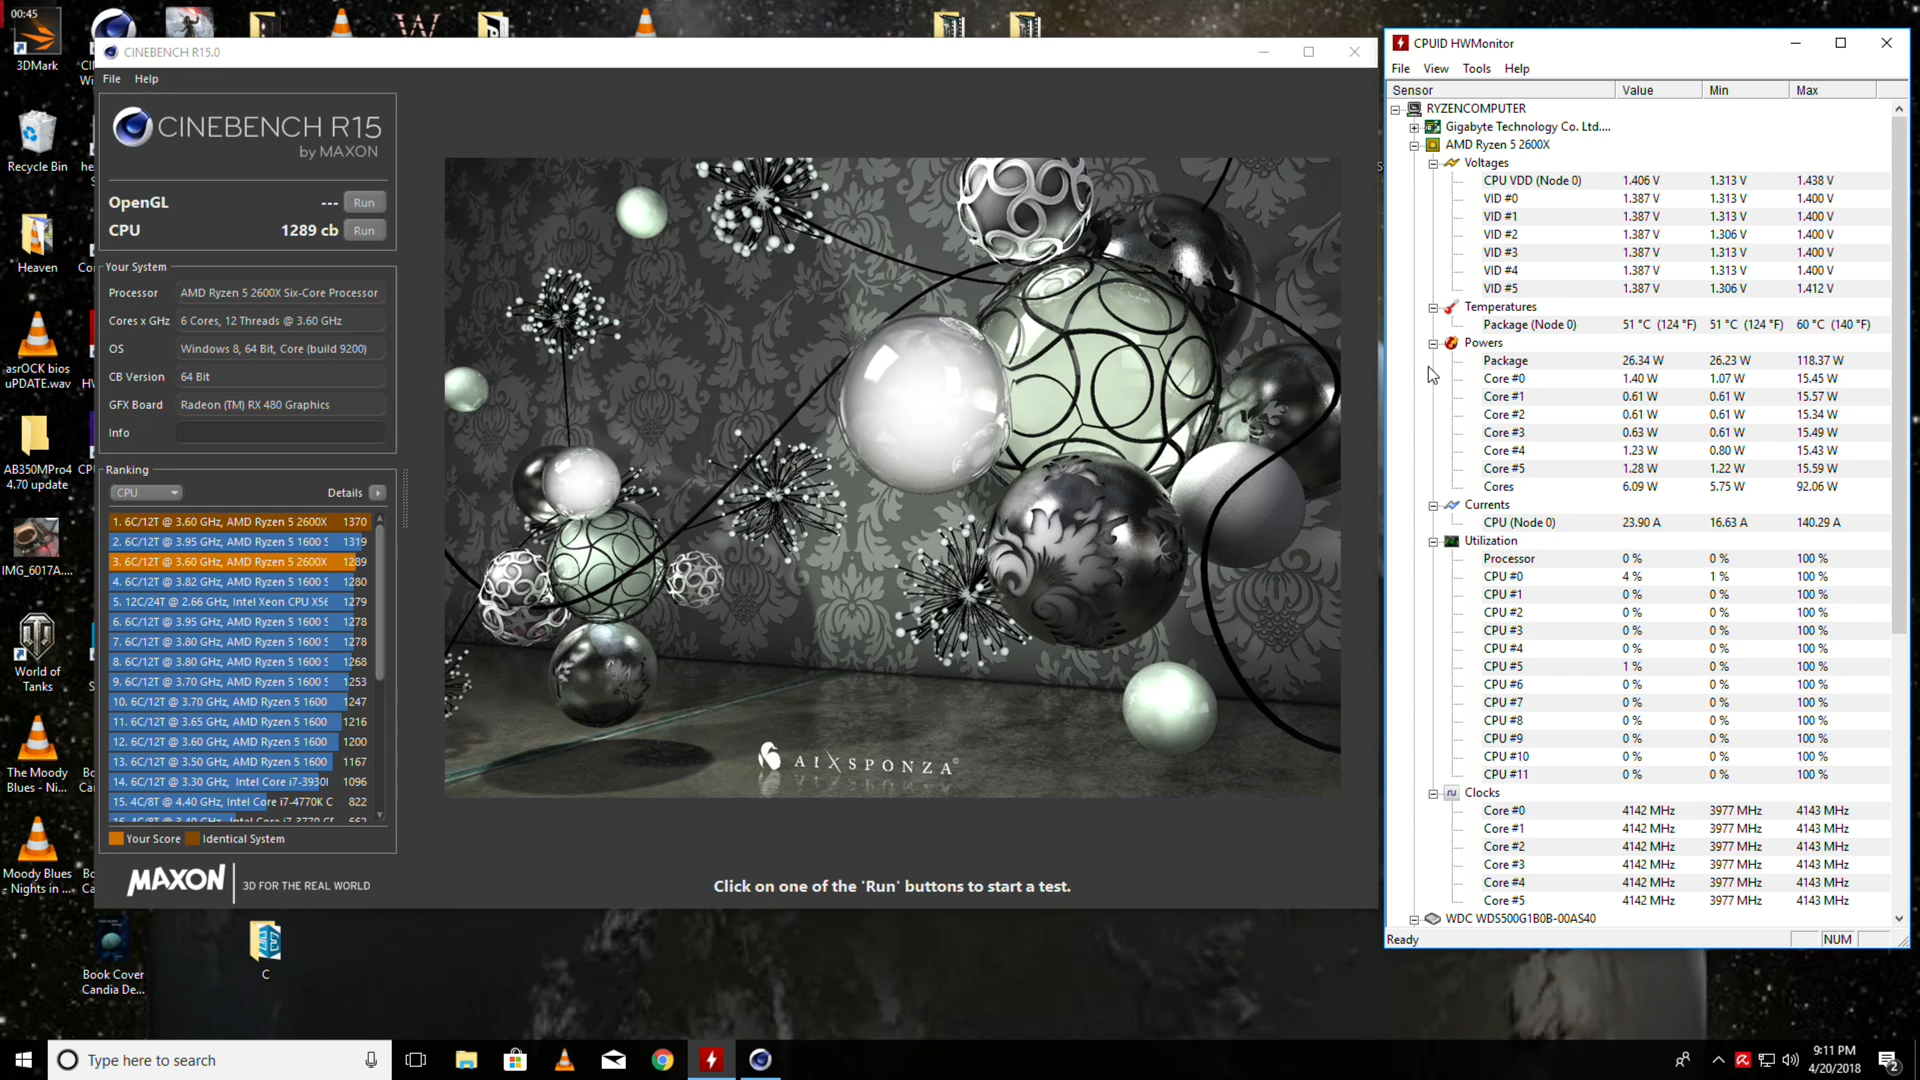 00:45
3DMark
Recycle Bin
Heaven
asrOCK bios
uPDATE.wav
AB350MPro4
4.70 update
IMG_6017A....
World of
Tanks
The Moody
Blues - Ni...
Moody Blues
- Nights in ...
Book Cover
Candia De...
C
CINEBENCH R15.0
File Help
CINEBENCH R15
by MAXON
OpenGL --- Run
CPU 1289 cb Run
Your System
Processor AMD Ryzen 5 2600X Six-Core Processor
Cores x GHz 6 Cores, 12 Threads @ 3.60 GHz
OS Windows 8, 64 Bit, Core (build 9200)
CB Version 64 Bit
GFX Board Radeon (TM) RX 480 Graphics
Info
Ranking
CPU Details
1. 6C/12T @ 3.60 GHz, AMD Ryzen 5 2600X 1370
2. 6C/12T @ 3.95 GHz, AMD Ryzen 5 1600 S 1319
3. 6C/12T @ 3.60 GHz, AMD Ryzen 5 2600X 1289
4. 6C/12T @ 3.82 GHz, AMD Ryzen 5 1600 S 1280
5. 12C/24T @ 2.66 GHz, Intel Xeon CPU X56 1279
6. 6C/12T @ 3.95 GHz, AMD Ryzen 5 1600 S 1278
7. 6C/12T @ 3.80 GHz, AMD Ryzen 5 1600 S 1278
8. 6C/12T @ 3.80 GHz, AMD Ryzen 5 1600 S 1268
9. 6C/12T @ 3.70 GHz, AMD Ryzen 5 1600 S 1253
10. 6C/12T @ 3.70 GHz, AMD Ryzen 5 1600 1247
11. 6C/12T @ 3.65 GHz, AMD Ryzen 5 1600 1216
12. 6C/12T @ 3.60 GHz, AMD Ryzen 5 1600 1200
13. 6C/12T @ 3.50 GHz, AMD Ryzen 5 1600 1167
14. 6C/12T @ 3.30 GHz, Intel Core i7-3930 1096
15. 4C/8T @ 4.40 GHz, Intel Core i7-4770K C 822
Your Score Identical System
MAXON 3D FOR THE REAL WORLD
AIXSPONZA®
Click on one of the 'Run' buttons to start a test.
CPUID HWMonitor
File View Tools Help
Sensor Value Min Max
RYZENCOMPUTER
Gigabyte Technology Co. Ltd....
AMD Ryzen 5 2600X
Voltages
CPU VDD (Node 0) 1.406 V 1.313 V 1.438 V
VID #0 1.387 V 1.313 V 1.400 V
VID #1 1.387 V 1.313 V 1.400 V
VID #2 1.387 V 1.306 V 1.400 V
VID #3 1.387 V 1.313 V 1.400 V
VID #4 1.387 V 1.313 V 1.400 V
VID #5 1.387 V 1.306 V 1.412 V
Temperatures
Package (Node 0) 51 °C (124 °F) 51 °C (124 °F) 60 °C (140 °F)
Powers
Package 26.34 W 26.23 W 118.37 W
Core #0 1.40 W 1.07 W 15.45 W
Core #1 0.61 W 0.61 W 15.57 W
Core #2 0.61 W 0.61 W 15.34 W
Core #3 0.63 W 0.61 W 15.49 W
Core #4 1.23 W 0.80 W 15.43 W
Core #5 1.28 W 1.22 W 15.59 W
Cores 6.09 W 5.75 W 92.06 W
Currents
CPU (Node 0) 23.90 A 16.63 A 140.29 A
Utilization
Processor 0 % 0 % 100 %
CPU #0 4 % 1 % 100 %
CPU #1 0 % 0 % 100 %
CPU #2 0 % 0 % 100 %
CPU #3 0 % 0 % 100 %
CPU #4 0 % 0 % 100 %
CPU #5 1 % 0 % 100 %
CPU #6 0 % 0 % 100 %
CPU #7 0 % 0 % 100 %
CPU #8 0 % 0 % 100 %
CPU #9 0 % 0 % 100 %
CPU #10 0 % 0 % 100 %
CPU #11 0 % 0 % 100 %
Clocks
Core #0 4142 MHz 3977 MHz 4143 MHz
Core #1 4142 MHz 3977 MHz 4143 MHz
Core #2 4142 MHz 3977 MHz 4143 MHz
Core #3 4142 MHz 3977 MHz 4143 MHz
Core #4 4142 MHz 3977 MHz 4143 MHz
Core #5 4142 MHz 3977 MHz 4143 MHz
WDC WDS500G1B0B-00AS40
Ready NUM
Type here to search
9:11 PM
4/20/2018
2